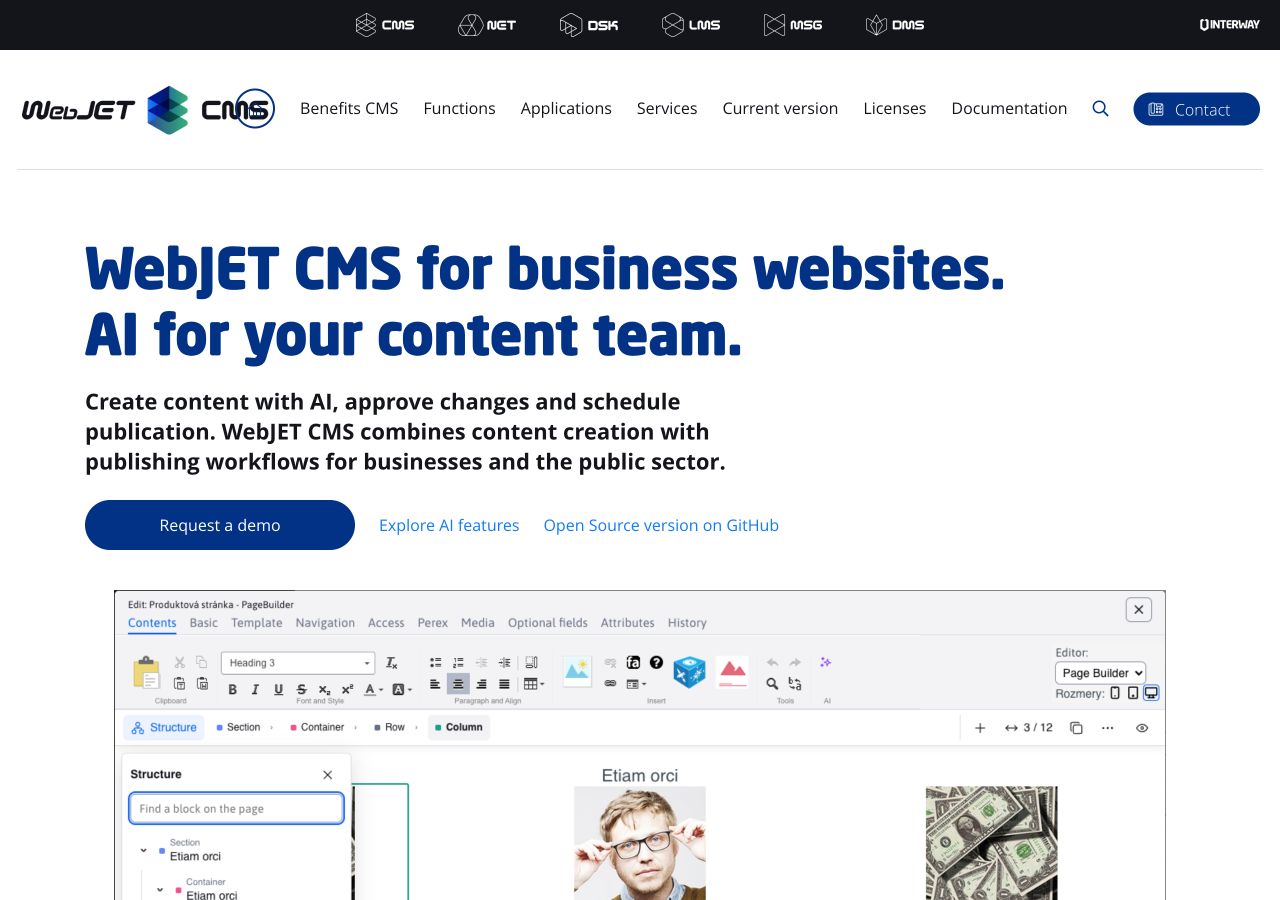 CMS
NET
DSK
LMS
MSG
DMS
INTERWAY
WebJET CMS
Benefits CMS
Functions
Applications
Services
Current version
Licenses
Documentation
Contact
WebJET CMS for business websites.
AI for your content team.
Create content with AI, approve changes and schedule
publication. WebJET CMS combines content creation with
publishing workflows for businesses and the public sector.
Request a demo
Explore AI features
Open Source version on GitHub
Edit: Produktová stránka - PageBuilder
Contents
Basic
Template
Navigation
Access
Perex
Media
Optional fields
Attributes
History
Heading 3
Editor:
Page Builder
Rozmery:
Clipboard
Font and Style
Paragraph and Align
Insert
Tools
AI
Structure
Section
Container
Row
Column
3 / 12
Structure
Find a block on the page
Section
Etiam orci
Container
Etiam orci
Etiam orci